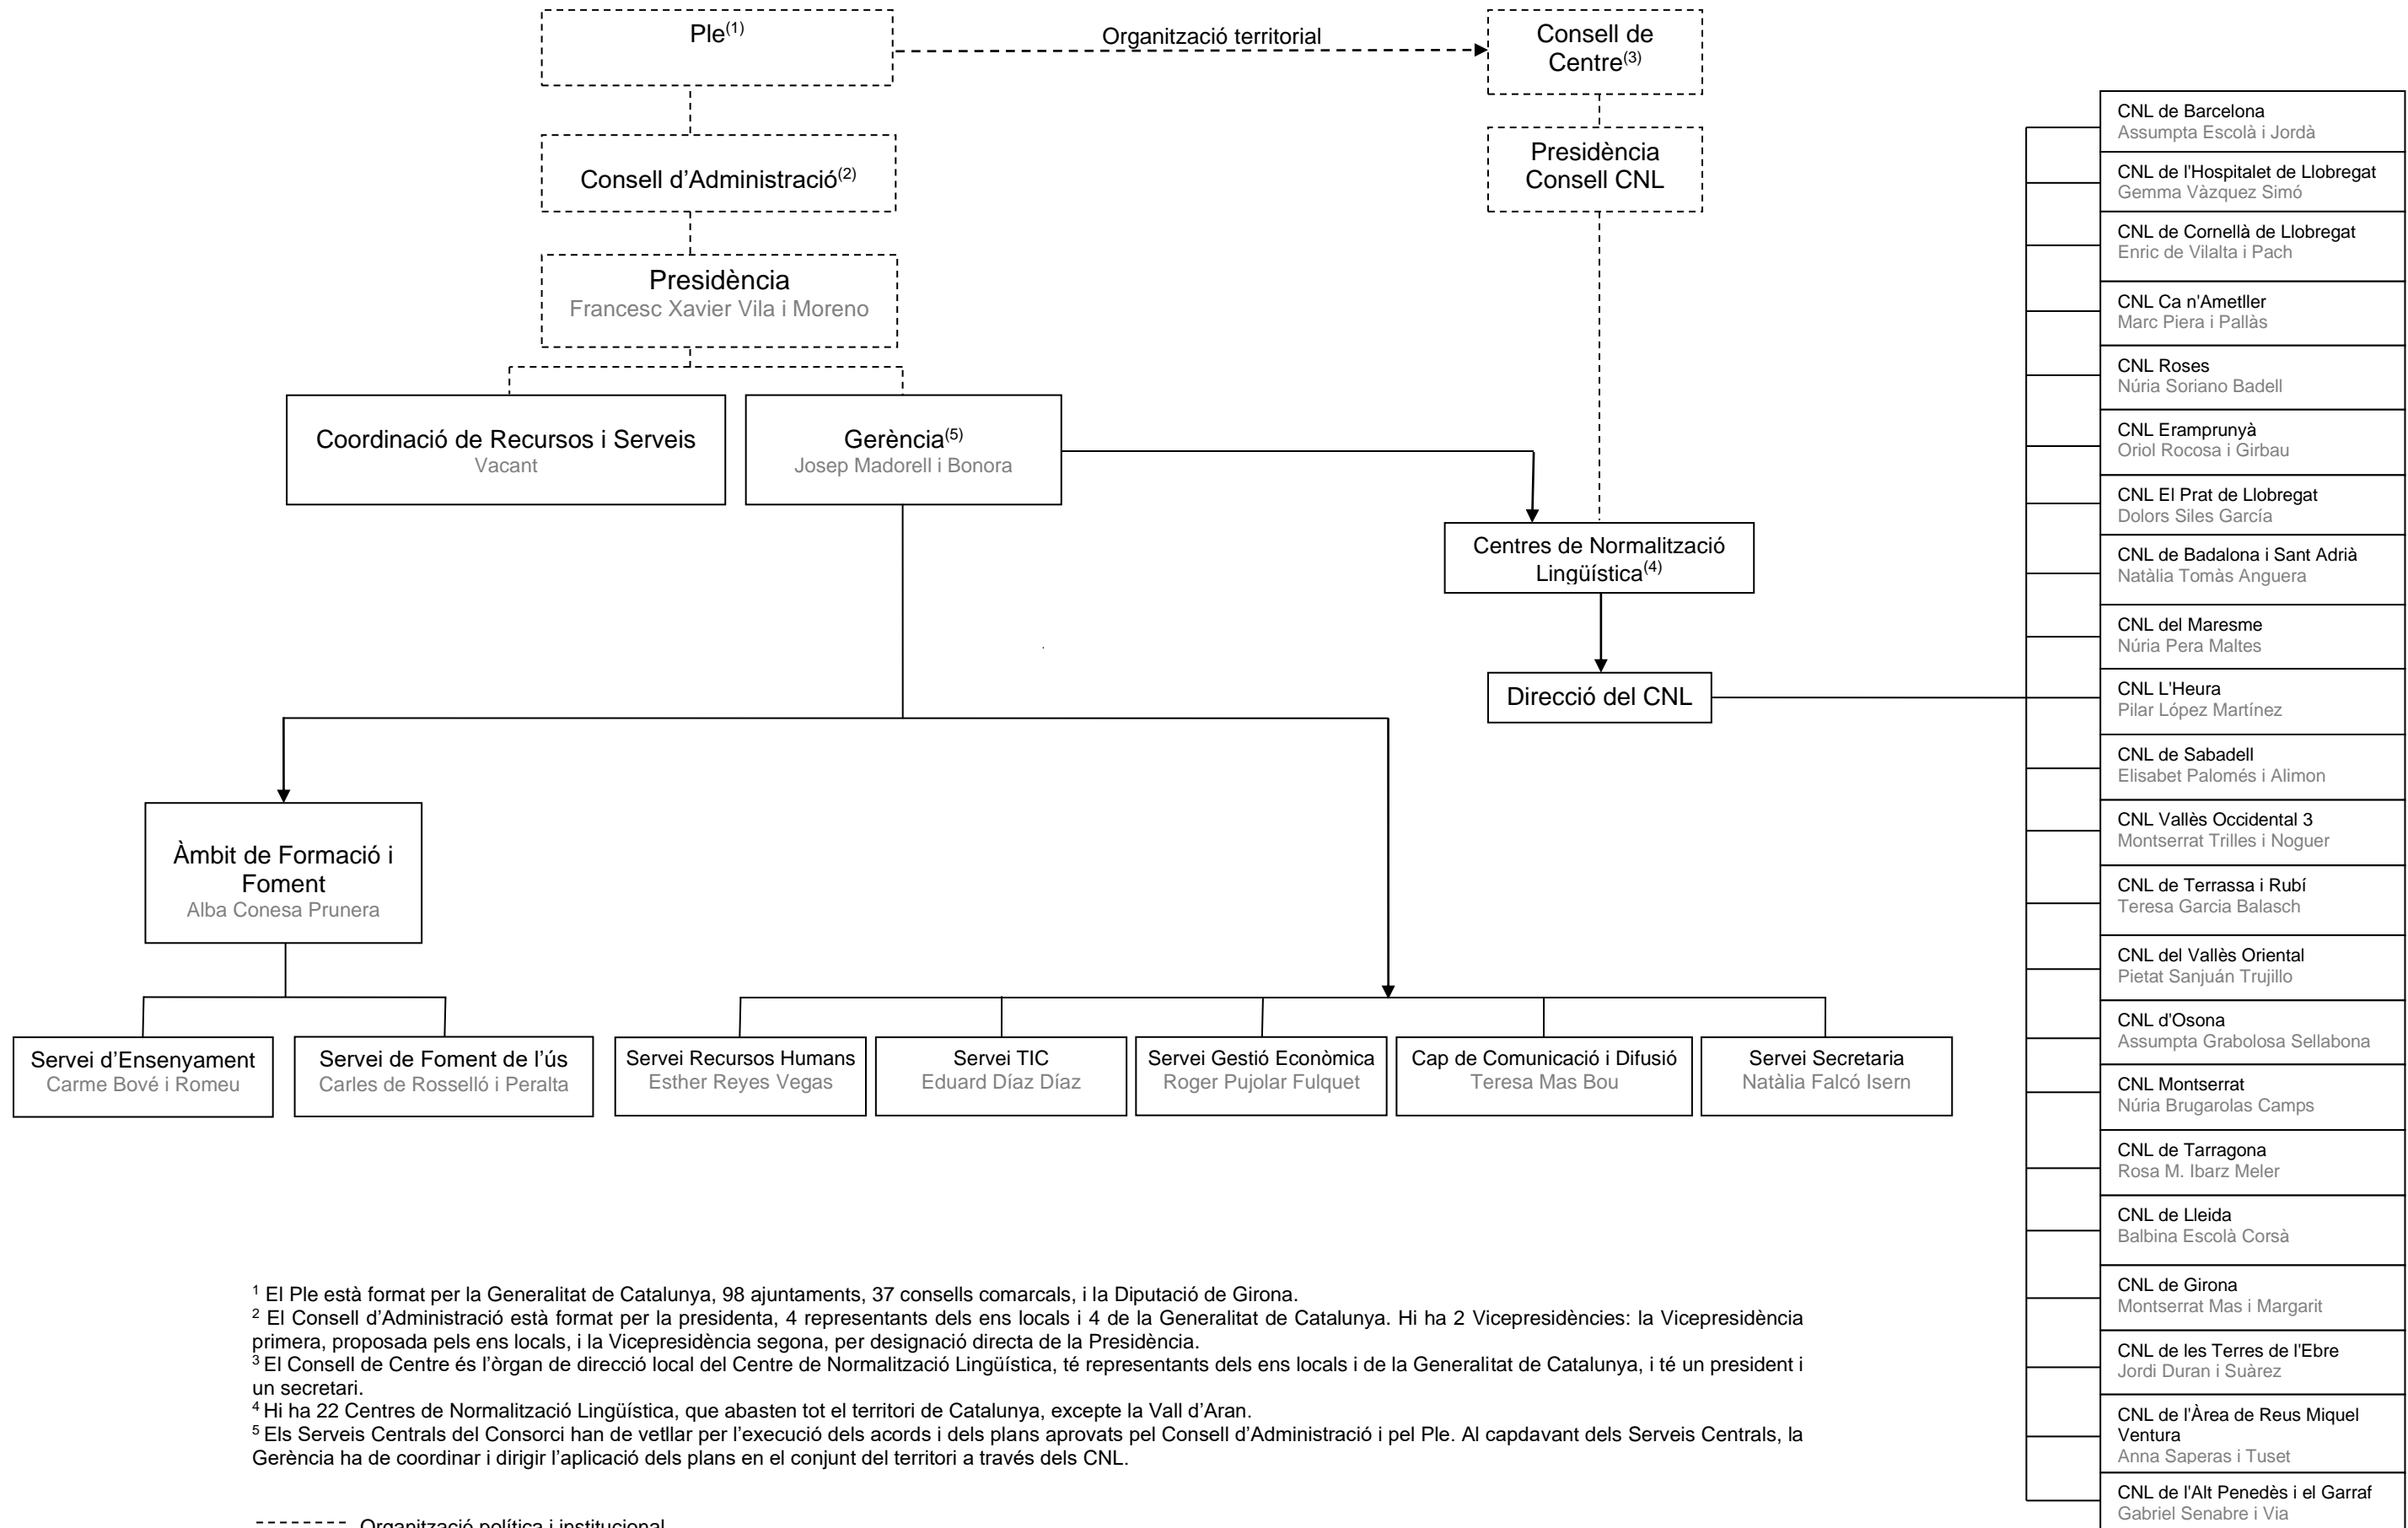 Ple(1)
Organització territorial
Consell de
Centre(3)
Consell d’Administració(2)
Presidència
Consell CNL
Presidència
Francesc Xavier Vila i Moreno
Coordinació de Recursos i Serveis
Vacant
Gerència(5)
Josep Madorell i Bonora
Centres de Normalització
Lingüística(4)
Direcció del CNL
Àmbit de Formació i
Foment
Alba Conesa Prunera
Servei d’Ensenyament
Carme Bové i Romeu
Servei de Foment de l’ús
Carles de Rosselló i Peralta
Servei Recursos Humans
Esther Reyes Vegas
Servei TIC
Eduard Díaz Díaz
Servei Gestió Econòmica
Roger Pujolar Fulquet
Cap de Comunicació i Difusió
Teresa Mas Bou
Servei Secretaria
Natàlia Falcó Isern
CNL de Barcelona
Assumpta Escolà i Jordà
CNL de l'Hospitalet de Llobregat
Gemma Vàzquez Simó
CNL de Cornellà de Llobregat
Enric de Vilalta i Pach
CNL Ca n'Ametller
Marc Piera i Pallàs
CNL Roses
Núria Soriano Badell
CNL Eramprunyà
Oriol Rocosa i Girbau
CNL El Prat de Llobregat
Dolors Siles García
CNL de Badalona i Sant Adrià
Natàlia Tomàs Anguera
CNL del Maresme
Núria Pera Maltes
CNL L'Heura
Pilar López Martínez
CNL de Sabadell
Elisabet Palomés i Alimon
CNL Vallès Occidental 3
Montserrat Trilles i Noguer
CNL de Terrassa i Rubí
Teresa Garcia Balasch
CNL del Vallès Oriental
Pietat Sanjuán Trujillo
CNL d'Osona
Assumpta Grabolosa Sellabona
CNL Montserrat
Núria Brugarolas Camps
CNL de Tarragona
Rosa M. Ibarz Meler
CNL de Lleida
Balbina Escolà Corsà
CNL de Girona
Montserrat Mas i Margarit
CNL de les Terres de l'Ebre
Jordi Duran i Suàrez
CNL de l'Àrea de Reus Miquel
Ventura
Anna Saperas i Tuset
CNL de l'Alt Penedès i el Garraf
Gabriel Senabre i Via
1 El Ple està format per la Generalitat de Catalunya, 98 ajuntaments, 37 consells comarcals, i la Diputació de Girona.
2 El Consell d’Administració està format per la presidenta, 4 representants dels ens locals i 4 de la Generalitat de Catalunya. Hi ha 2 Vicepresidències: la Vicepresidència
primera, proposada pels ens locals, i la Vicepresidència segona, per designació directa de la Presidència.
3 El Consell de Centre és l’òrgan de direcció local del Centre de Normalització Lingüística, té representants dels ens locals i de la Generalitat de Catalunya, i té un president i
un secretari.
4 Hi ha 22 Centres de Normalització Lingüística, que abasten tot el territori de Catalunya, excepte la Vall d’Aran.
5 Els Serveis Centrals del Consorci han de vetllar per l’execució dels acords i dels plans aprovats pel Consell d’Administració i pel Ple. Al capdavant dels Serveis Centrals, la
Gerència ha de coordinar i dirigir l’aplicació dels plans en el conjunt del territori a través dels CNL.
Organització política i institucional